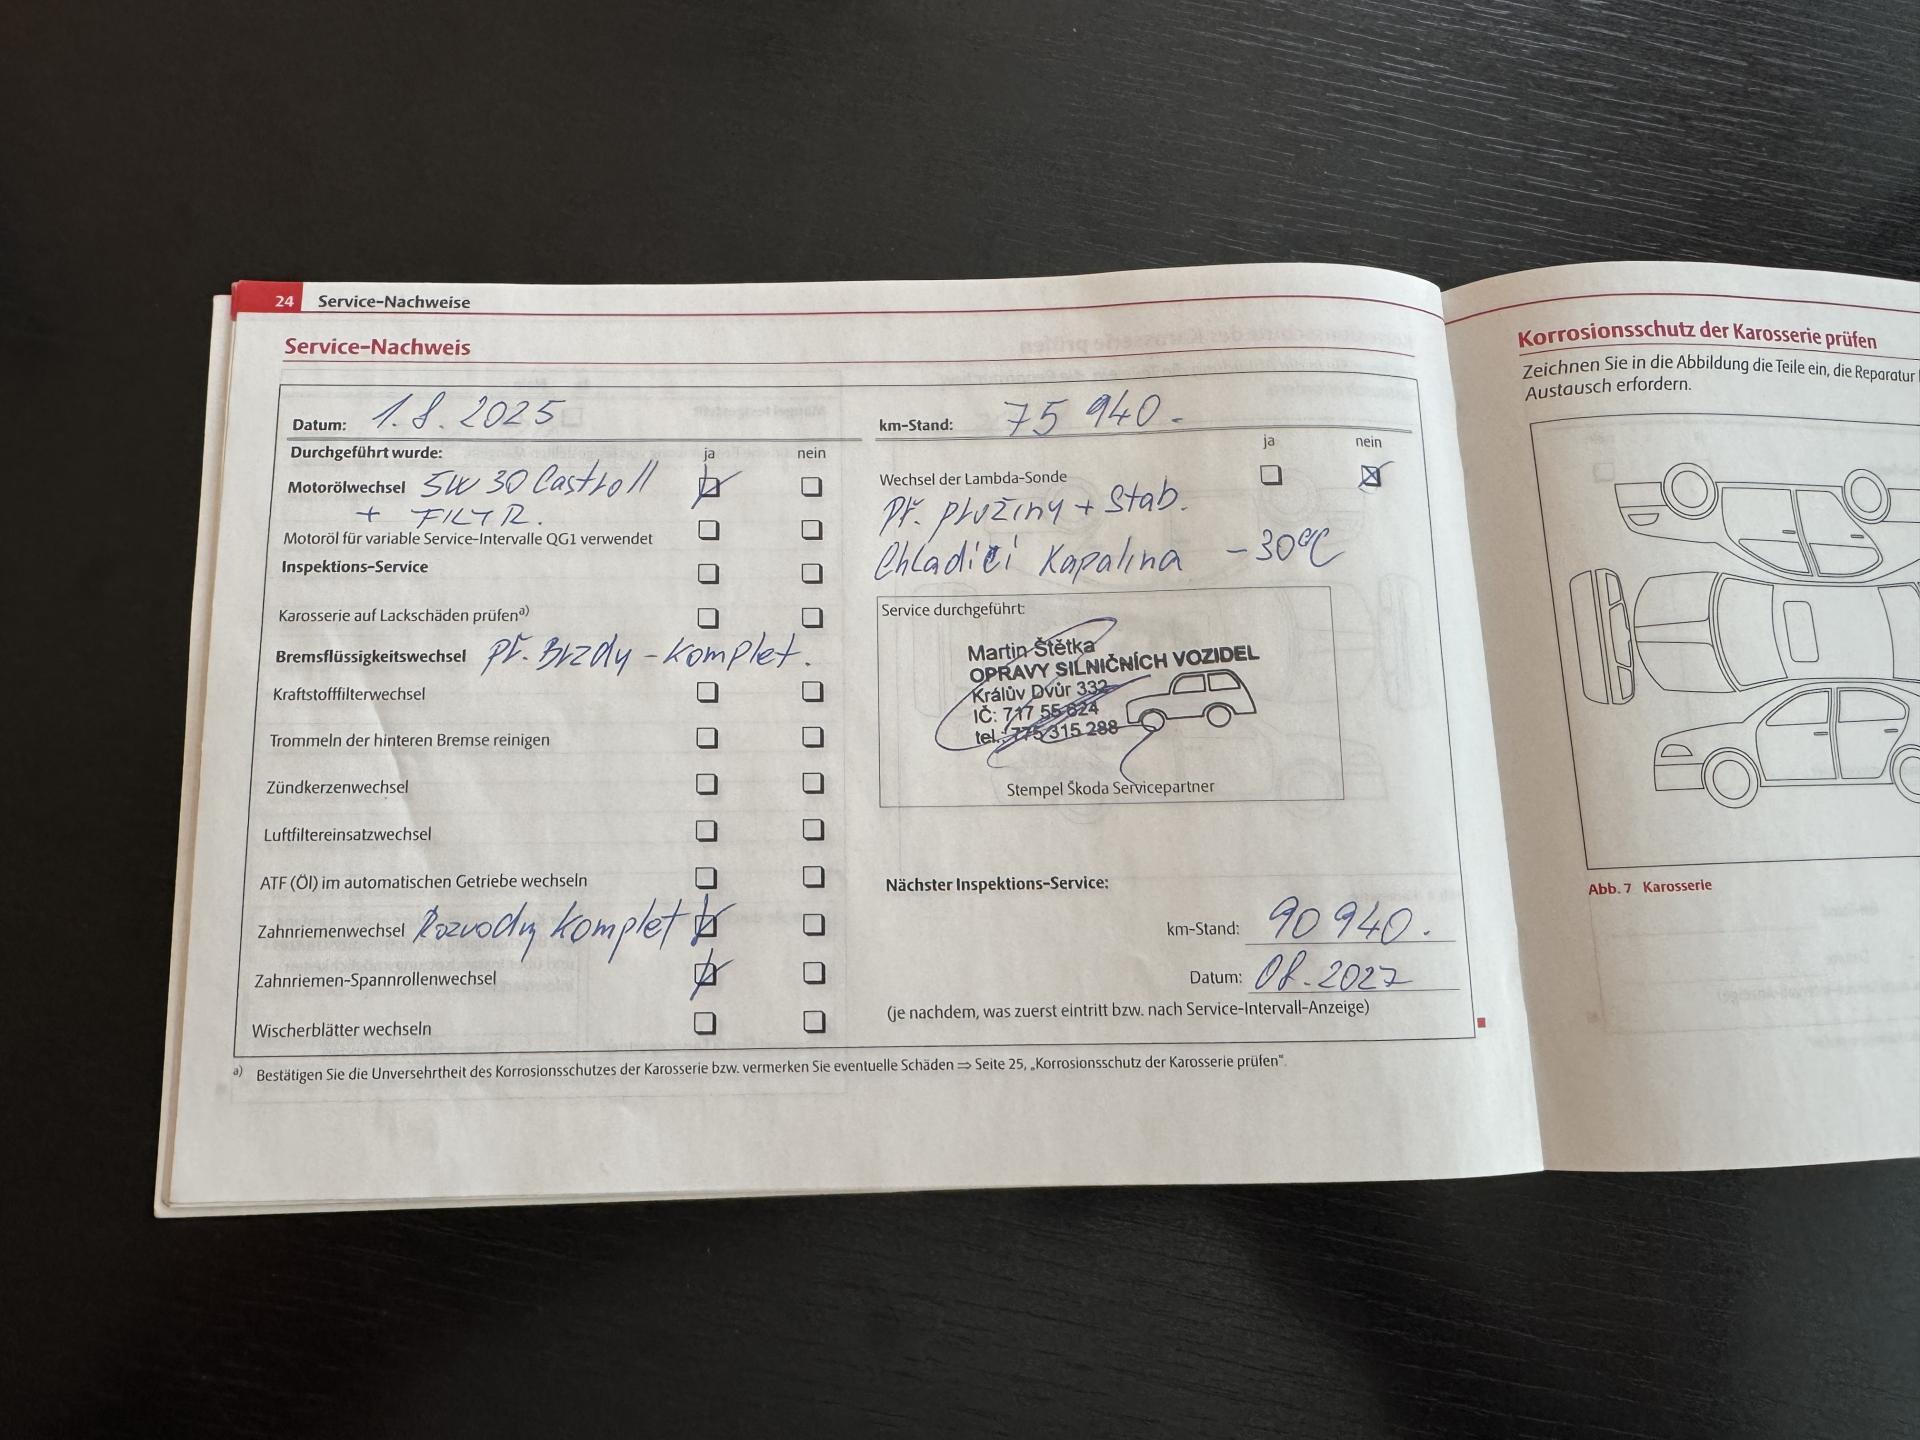 24 Service-Nachweise
Service-Nachweis
Datum: 1.8.2025
Durchgeführt wurde: ja nein
Motorölwechsel 5W30 Castroll
+ FILTR.
Motoröl für variable Service-Intervalle QG1 verwendet
Inspektions-Service
Karosserie auf Lackschäden prüfen a)
Bremsflüssigkeitswechsel Př. Brzdy - Komplet.
Kraftstofffilterwechsel
Trommeln der hinteren Bremse reinigen
Zündkerzenwechsel
Luftfiltereinsatzwechsel
ATF (Öl) im automatischen Getriebe wechseln
Zahnriemenwechsel Rozvody Komplet
Zahnriemen-Spannrollenwechsel
Wischerblätter wechseln
km-Stand: 75 940.-
ja nein
Wechsel der Lambda-Sonde
Př. pružiny + Stab.
Chladící Kapalina -30°C
Service durchgeführt:
Martin Štětka
OPRAVY SILNIČNÍCH VOZIDEL
Králův Dvůr 332
IČ: 717 55 624
tel.: 775 315 288
Stempel Škoda Servicepartner
Nächster Inspektions-Service:
km-Stand: 90 940.
Datum: 08.2027
(je nachdem, was zuerst eintritt bzw. nach Service-Intervall-Anzeige)
a) Bestätigen Sie die Unversehrtheit des Korrosionsschutzes der Karosserie bzw. vermerken Sie eventuelle Schäden ⇒ Seite 25, „Korrosionsschutz der Karosserie prüfen“.
Korrosionsschutz der Karosserie prüfen
Zeichnen Sie in die Abbildung die Teile ein, die Reparatur
Austausch erfordern.
Abb. 7 Karosserie